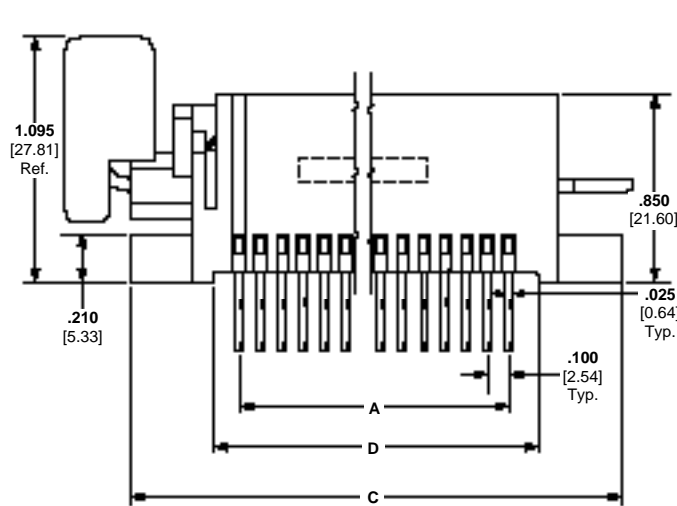 1.095
[27.81]
Ref.
.850
[21.60]
.210
[5.33]
.025
[0.64]
Typ.
.100
[2.54]
Typ.
A
D
C